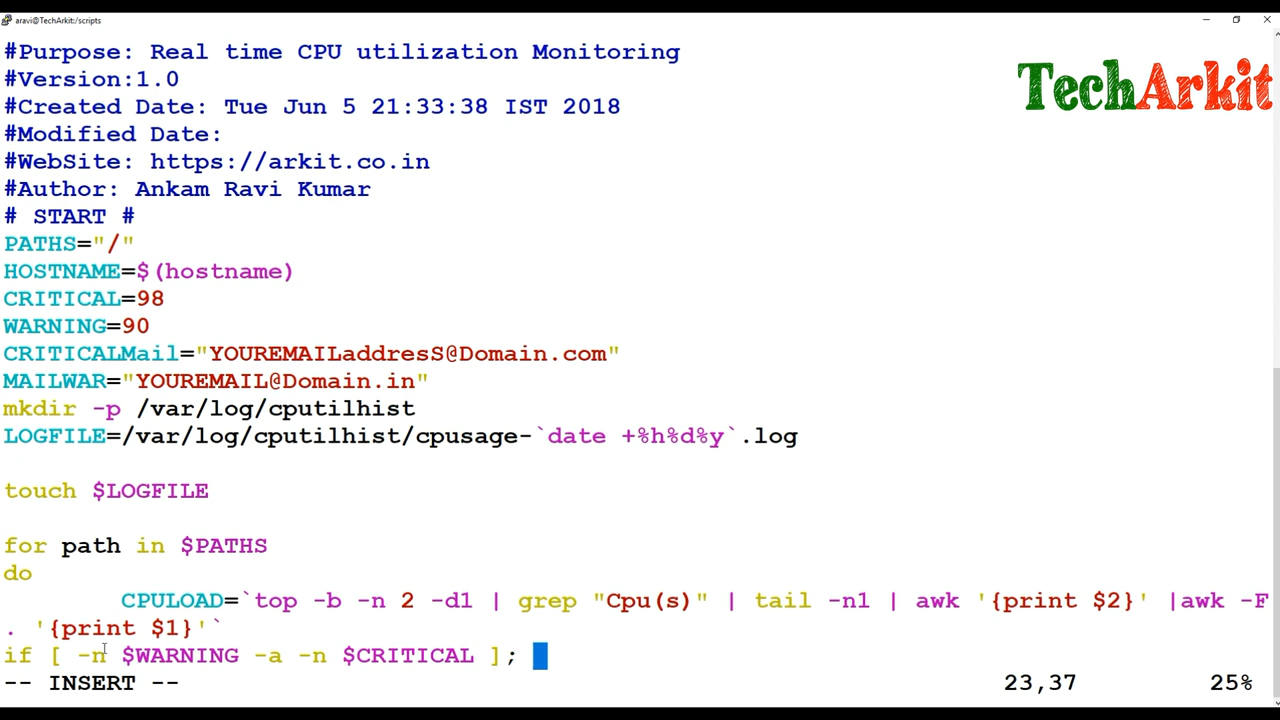 aravi@TechArkit:/scripts
TechArkit
#Purpose: Real time CPU utilization Monitoring
#Version:1.0
#Created Date: Tue Jun 5 21:33:38 IST 2018
#Modified Date:
#WebSite: https://arkit.co.in
#Author: Ankam Ravi Kumar
# START #
PATHS="/"
HOSTNAME=$(hostname)
CRITICAL=98
WARNING=90
CRITICALMail="YOUREMAILaddresS@Domain.com"
MAILWAR="YOUREMAIL@Domain.in"
mkdir -p /var/log/cputilhist
LOGFILE=/var/log/cputilhist/cpusage-`date +%h%d%y`.log
touch $LOGFILE
for path in $PATHS
do
CPULOAD=`top -b -n 2 -d1 | grep "Cpu(s)" | tail -n1 | awk '{print $2}' |awk -F
. '{print $1}'`
if [ -n $WARNING -a -n $CRITICAL ];
-- INSERT -- 23,37 25%